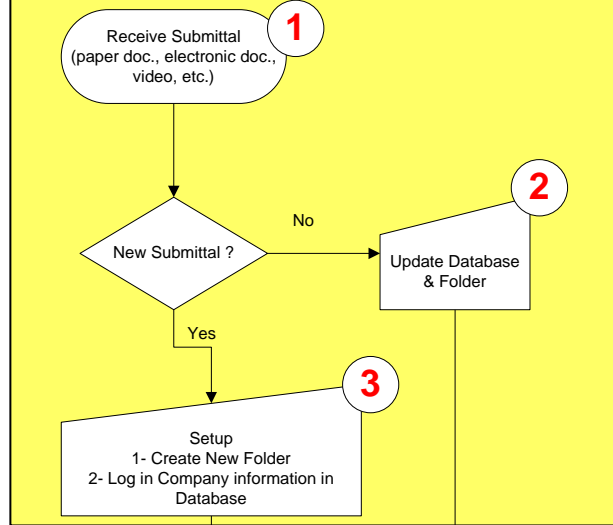 1
Receive Submittal
(paper doc., electronic doc.,
video, etc.)
2
No
New Submittal ?
Update Database
& Folder
Yes
3
Setup
1- Create New Folder
2- Log in Company information in
Database